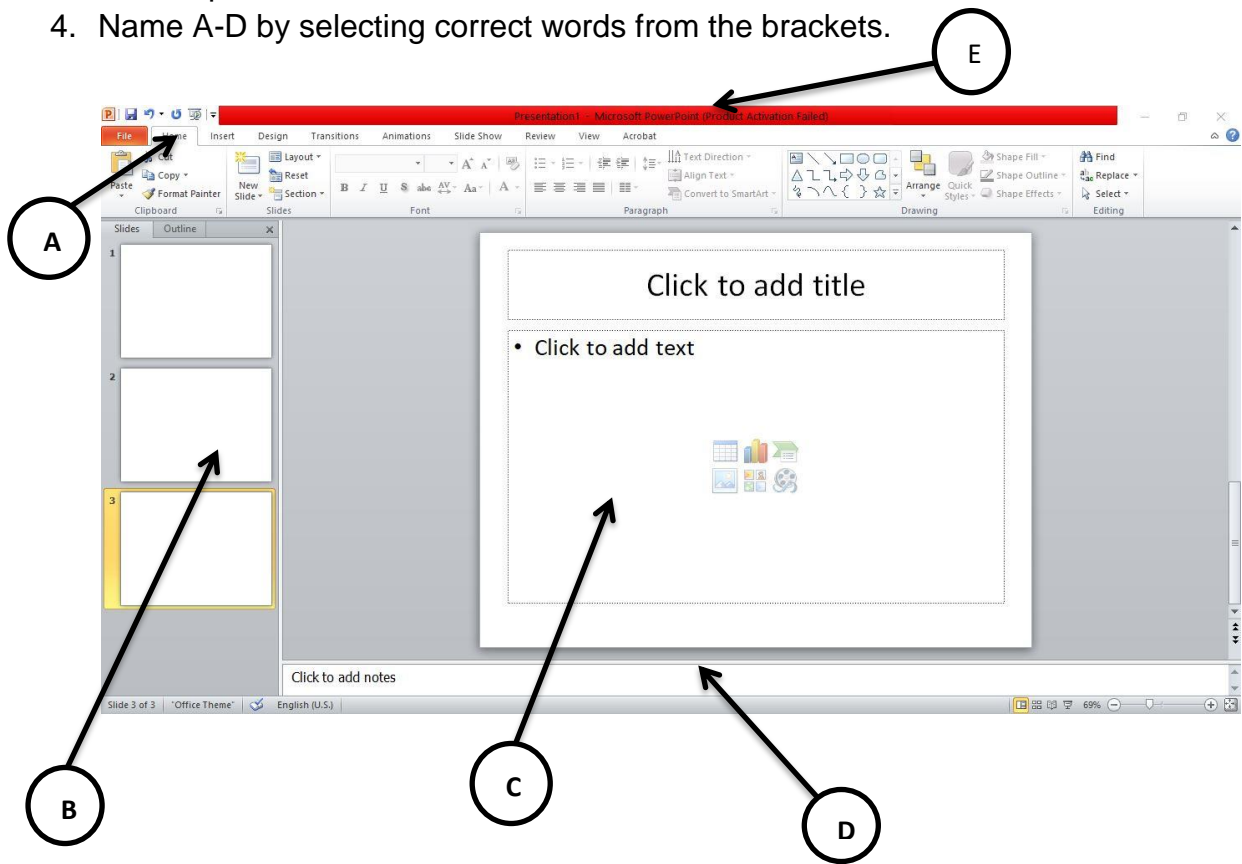 4. Name A-D by selecting correct words from the brackets.
E
Presentation1 - Microsoft PowerPoint (Product Activation Failed)
File Home Insert Design Transitions Animations Slide Show Review View Acrobat
Cut
Copy
Format Painter
Paste
Clipboard
New Slide
Layout
Reset
Section
Slides
B I U S abc AV Aa A
Font
Text Direction
Align Text
Convert to SmartArt
Paragraph
Arrange
Quick Styles
Shape Fill
Shape Outline
Shape Effects
Drawing
Find
Replace
Select
Editing
A
Slides Outline
1
2
3
Click to add title
• Click to add text
Click to add notes
Slide 3 of 3 "Office Theme" English (U.S.) 69%
B
C
D